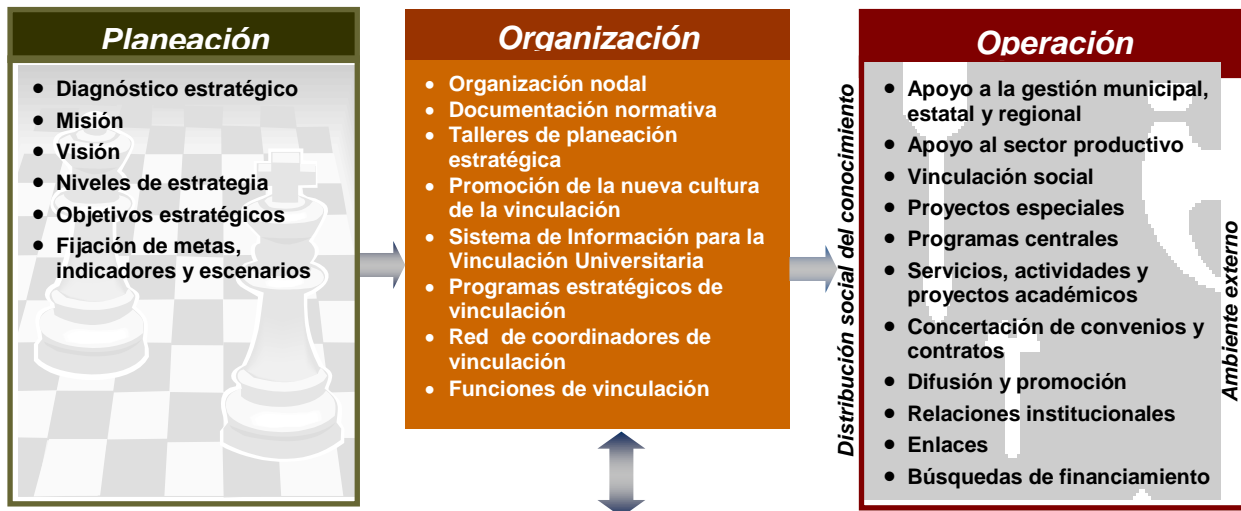 Planeación
• Diagnóstico estratégico
• Misión
• Visión
• Niveles de estrategia
• Objetivos estratégicos
• Fijación de metas,
indicadores y escenarios
Organización
• Organización nodal
• Documentación normativa
• Talleres de planeación
estratégica
• Promoción de la nueva cultura
de la vinculación
• Sistema de Información para la
Vinculación Universitaria
• Programas estratégicos de
vinculación
• Red de coordinadores de
vinculación
• Funciones de vinculación
Distribución social del conocimiento
Operación
• Apoyo a la gestión municipal,
estatal y regional
• Apoyo al sector productivo
• Vinculación social
• Proyectos especiales
• Programas centrales
• Servicios, actividades y
proyectos académicos
• Concertación de convenios y
contratos
• Difusión y promoción
• Relaciones institucionales
• Enlaces
• Búsquedas de financiamiento
Ambiente externo